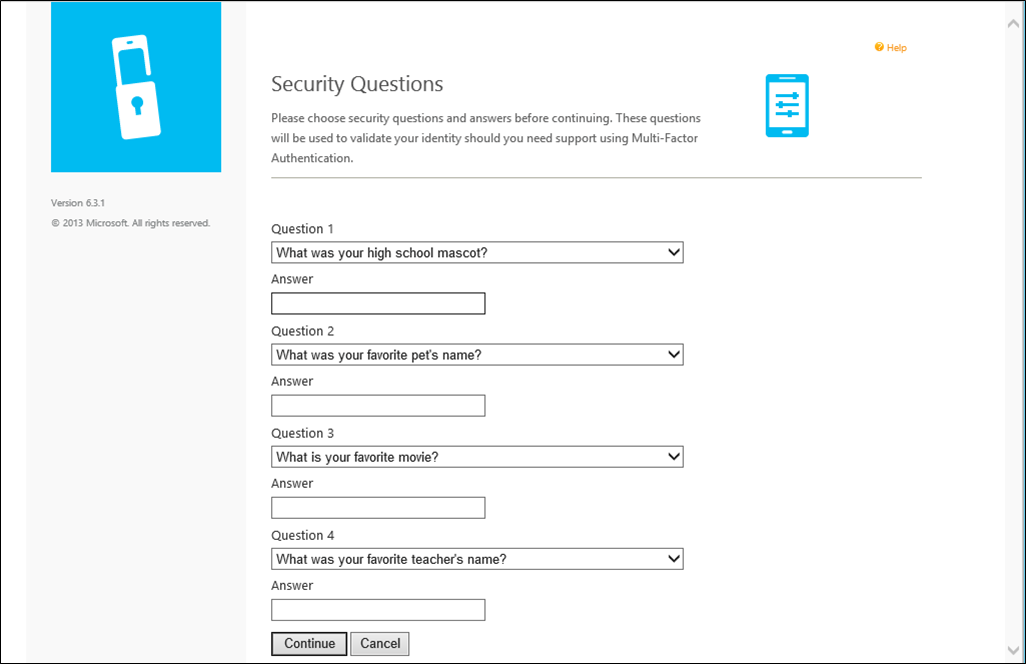 Help
Security Questions
Please choose security questions and answers before continuing. These questions
will be used to validate your identity should you need support using Multi-Factor
Authentication.
Version 6.3.1
© 2013 Microsoft. All rights reserved.
Question 1
What was your high school mascot?
Answer
Question 2
What was your favorite pet's name?
Answer
Question 3
What is your favorite movie?
Answer
Question 4
What was your favorite teacher's name?
Answer
Continue Cancel